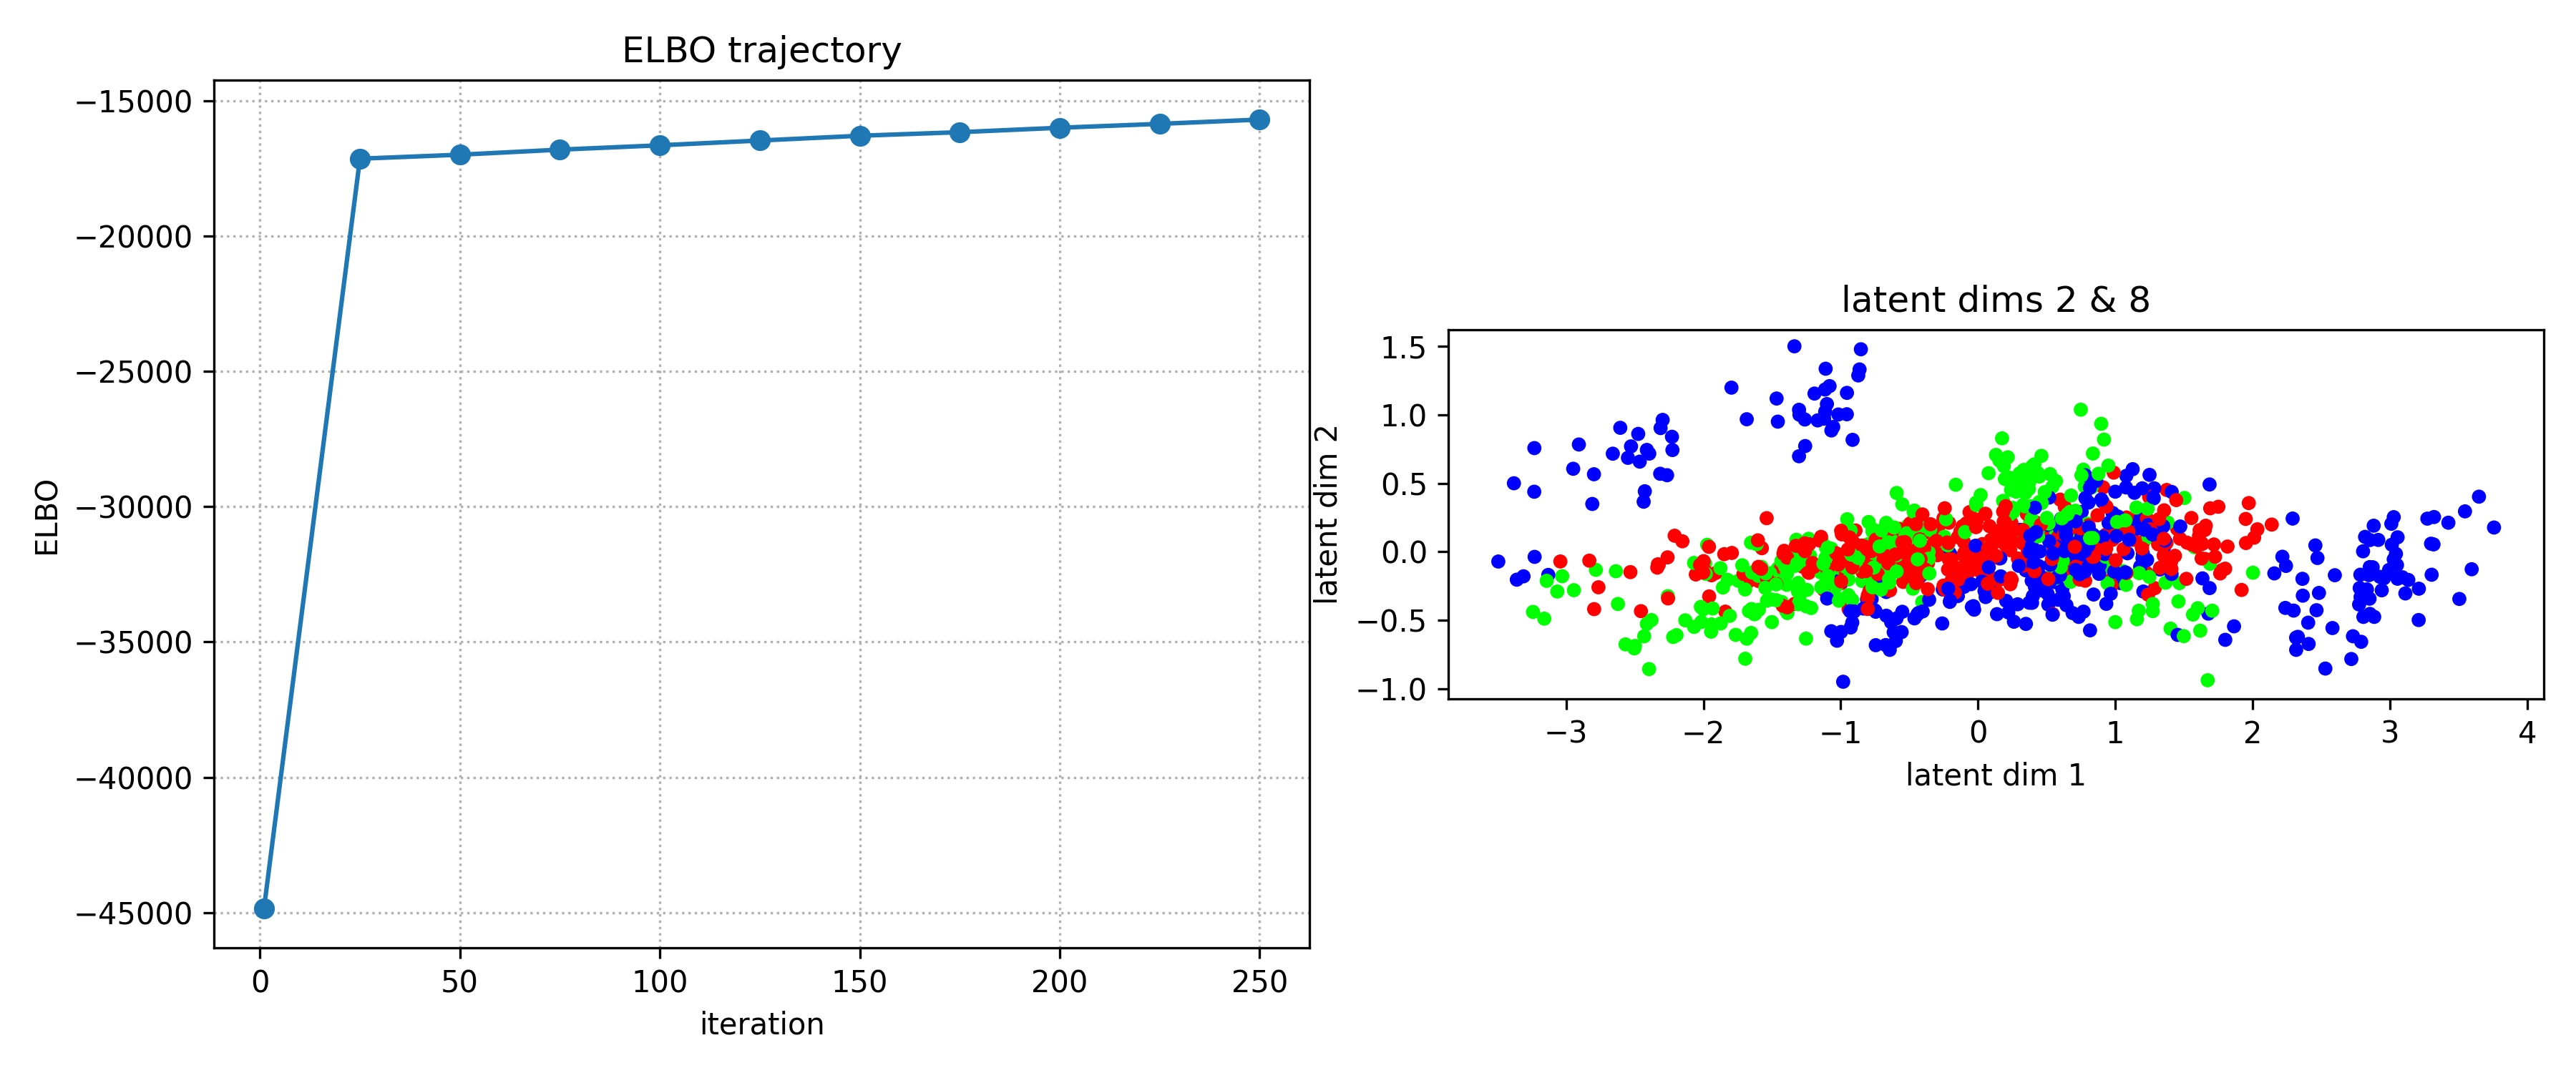 ELBO trajectory
−15000
−20000
−25000
−30000
−35000
−40000
−45000
ELBO
0 50 100 150 200 250
iteration
latent dims 2 & 8
1.5
1.0
0.5
0.0
−0.5
−1.0
latent dim 2
−3 −2 −1 0 1 2 3 4
latent dim 1